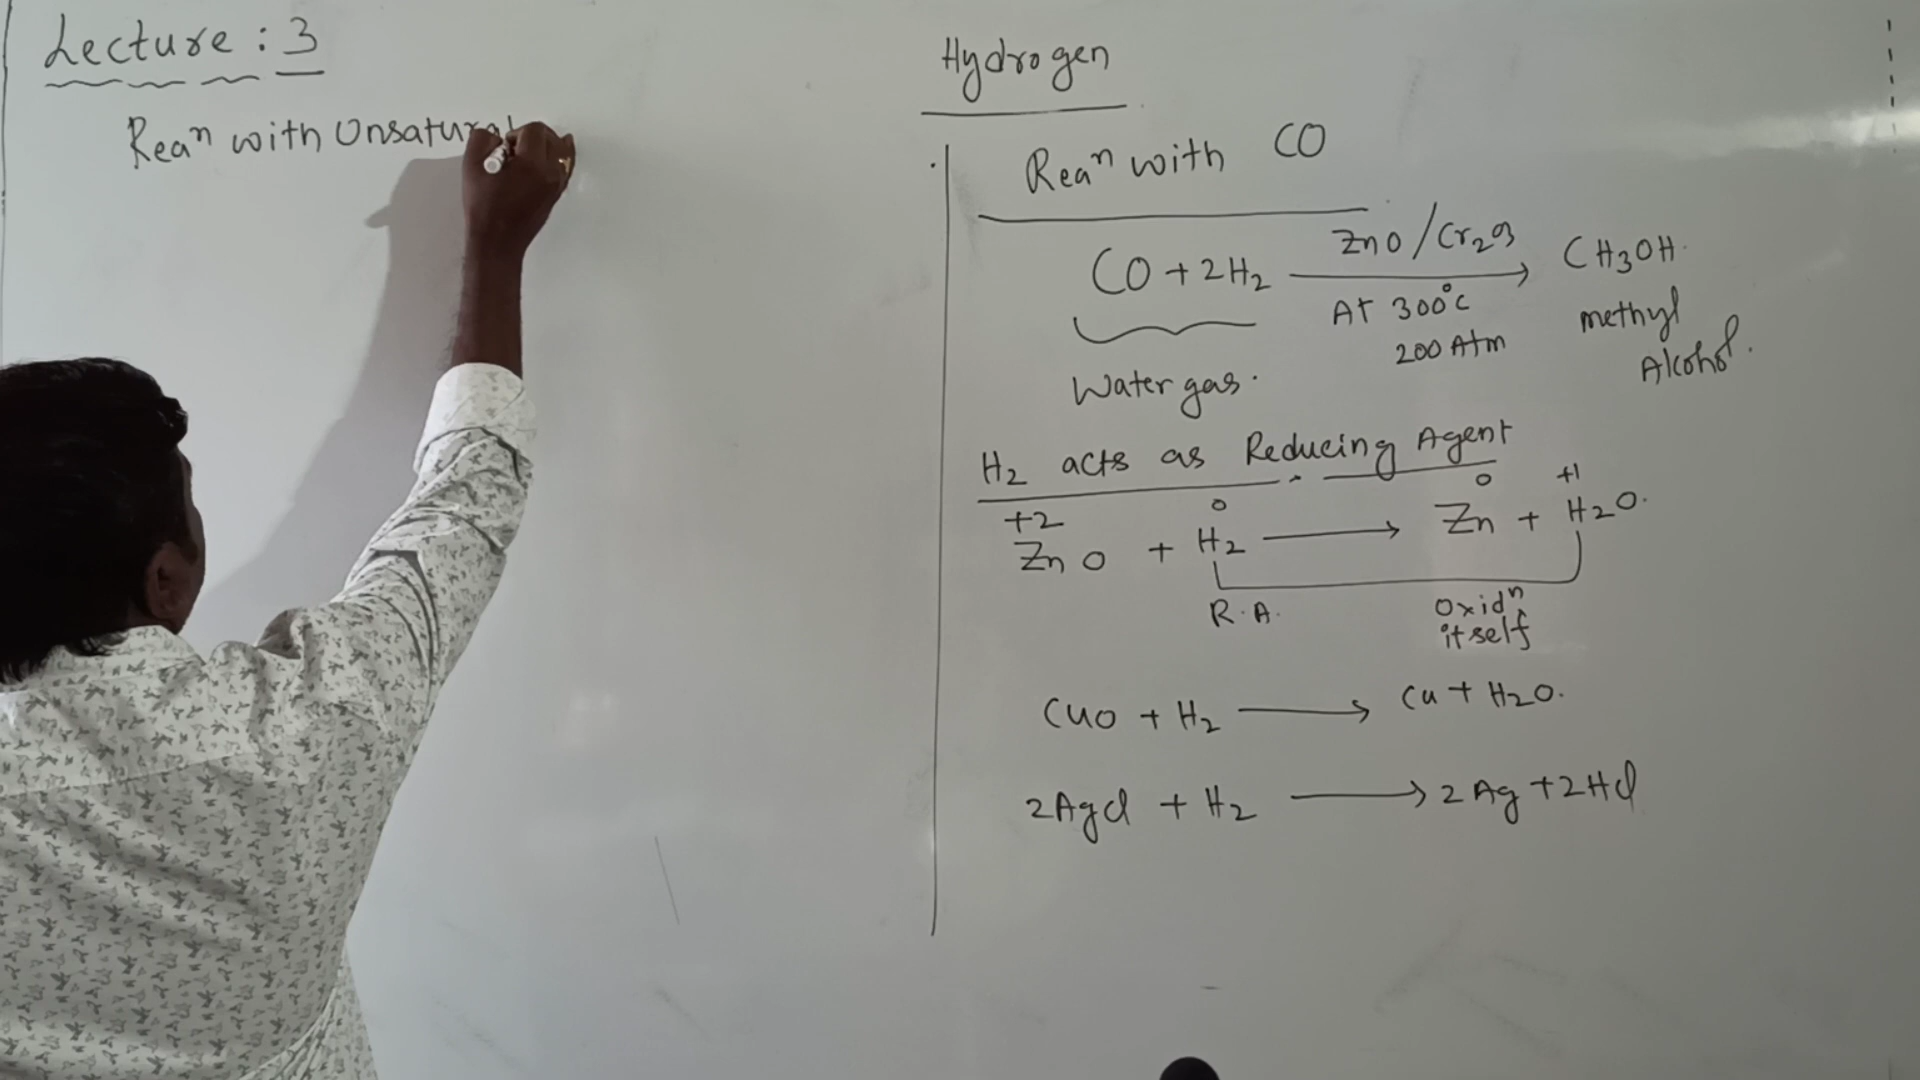 Lecture : 3
Reaⁿ with Unsaturat
Hydrogen
Reaⁿ with CO
ZnO/Cr₂O₃
CO + 2H₂ ⟶ CH₃OH.
At 300°C
200 Atm
methyl
Alcohol.
Water gas.
H₂ acts as Reducing Agent
+2 0 0 +1
ZnO + H₂ ⟶ Zn + H₂O.
R.A. oxidⁿ
itself
CuO + H₂ ⟶ Cu + H₂O.
2AgCl + H₂ ⟶ 2Ag + 2HCl